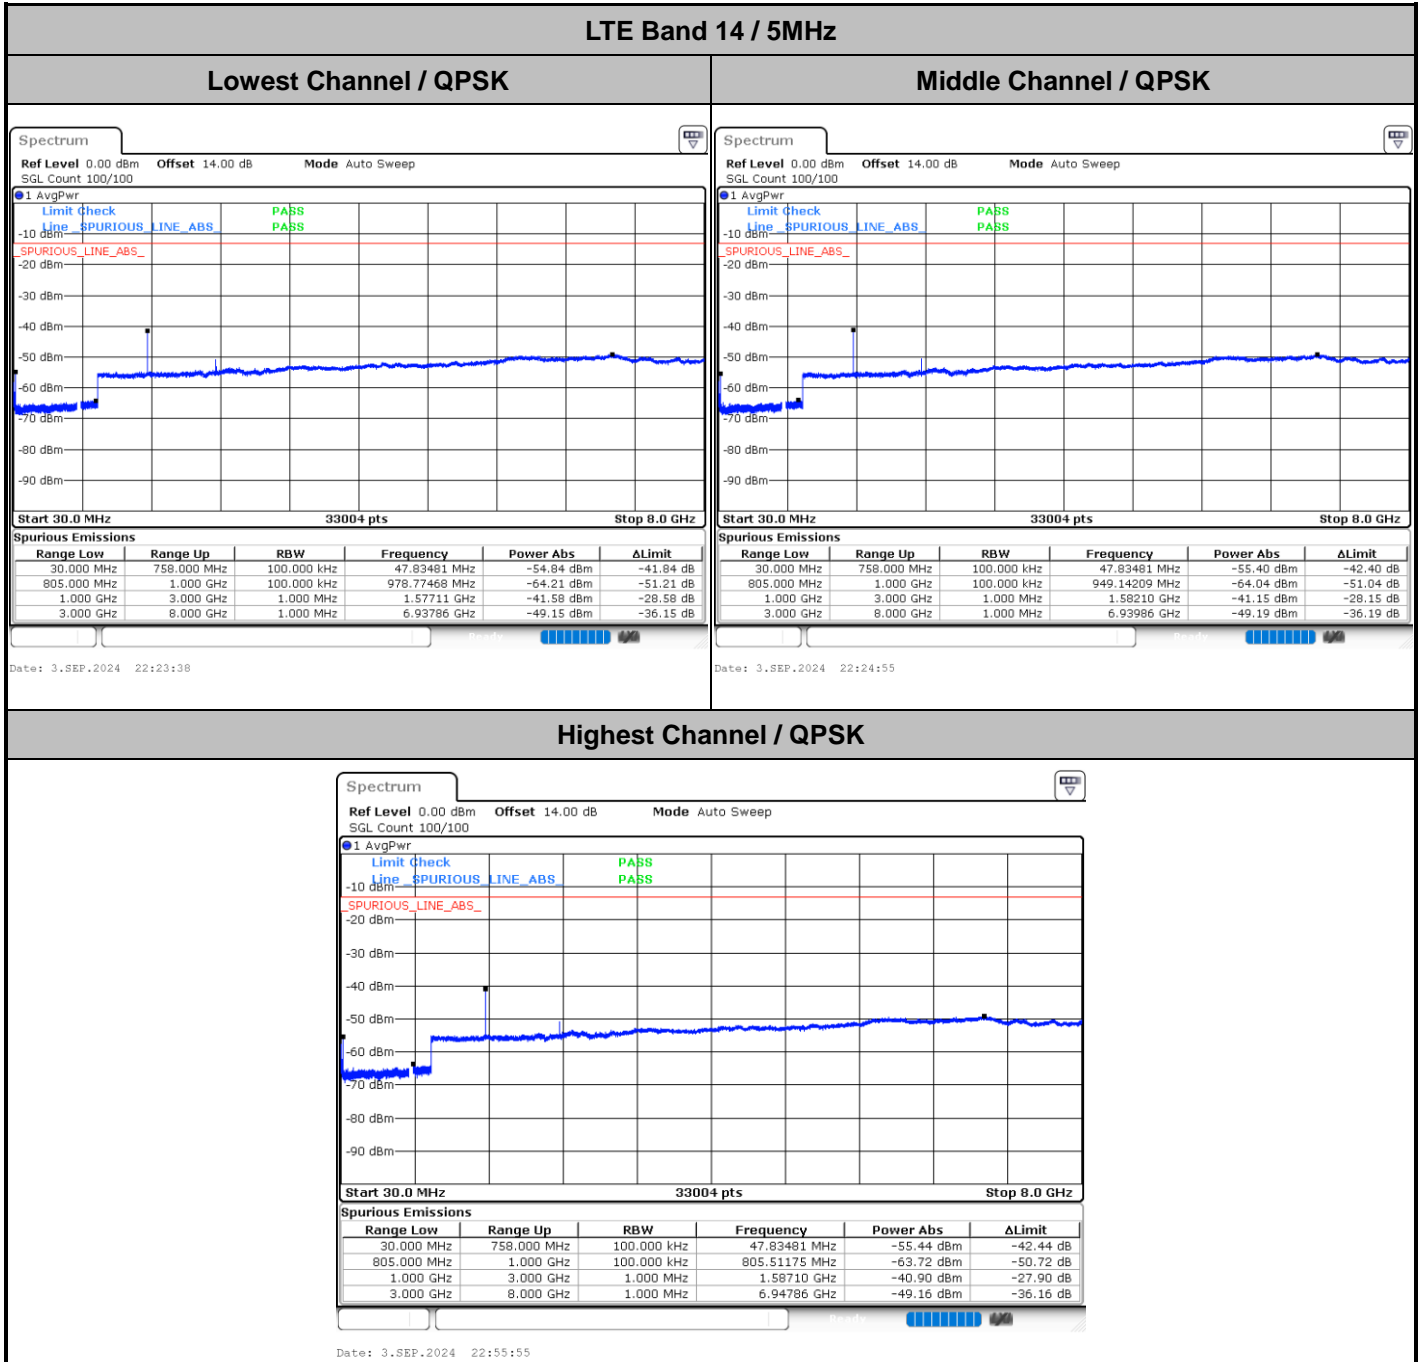 LTE Band 14 / 5MHz
Lowest Channel / QPSK
Middle Channel / QPSK
Spectrum
Ref Level 0.00 dBm Offset 14.00 dB Mode Auto Sweep
SGL Count 100/100
1 AvgPwr
Limit Check PASS
-10 dBm Line _SPURIOUS_LINE_ABS_ PASS
_SPURIOUS_LINE_ABS_
-20 dBm
-30 dBm
-40 dBm
-50 dBm
-60 dBm
-70 dBm
-80 dBm
-90 dBm
Start 30.0 MHz 33004 pts Stop 8.0 GHz
Spurious Emissions
Range Low Range Up RBW Frequency Power Abs ΔLimit
30.000 MHz 758.000 MHz 100.000 kHz 47.83481 MHz -54.84 dBm -41.84 dB
805.000 MHz 1.000 GHz 100.000 kHz 978.77468 MHz -64.21 dBm -51.21 dB
1.000 GHz 3.000 GHz 1.000 MHz 1.57711 GHz -41.58 dBm -28.58 dB
3.000 GHz 8.000 GHz 1.000 MHz 6.93786 GHz -49.15 dBm -36.15 dB
Ready
Date: 3.SEP.2024 22:23:38
Spectrum
Ref Level 0.00 dBm Offset 14.00 dB Mode Auto Sweep
SGL Count 100/100
1 AvgPwr
Limit Check PASS
-10 dBm Line _SPURIOUS_LINE_ABS_ PASS
_SPURIOUS_LINE_ABS_
-20 dBm
-30 dBm
-40 dBm
-50 dBm
-60 dBm
-70 dBm
-80 dBm
-90 dBm
Start 30.0 MHz 33004 pts Stop 8.0 GHz
Spurious Emissions
Range Low Range Up RBW Frequency Power Abs ΔLimit
30.000 MHz 758.000 MHz 100.000 kHz 47.83481 MHz -55.40 dBm -42.40 dB
805.000 MHz 1.000 GHz 100.000 kHz 949.14209 MHz -64.04 dBm -51.04 dB
1.000 GHz 3.000 GHz 1.000 MHz 1.58210 GHz -41.15 dBm -28.15 dB
3.000 GHz 8.000 GHz 1.000 MHz 6.93986 GHz -49.19 dBm -36.19 dB
Ready
Date: 3.SEP.2024 22:24:55
Highest Channel / QPSK
Spectrum
Ref Level 0.00 dBm Offset 14.00 dB Mode Auto Sweep
SGL Count 100/100
1 AvgPwr
Limit Check PASS
-10 dBm Line _SPURIOUS_LINE_ABS_ PASS
_SPURIOUS_LINE_ABS_
-20 dBm
-30 dBm
-40 dBm
-50 dBm
-60 dBm
-70 dBm
-80 dBm
-90 dBm
Start 30.0 MHz 33004 pts Stop 8.0 GHz
Spurious Emissions
Range Low Range Up RBW Frequency Power Abs ΔLimit
30.000 MHz 758.000 MHz 100.000 kHz 47.83481 MHz -55.44 dBm -42.44 dB
805.000 MHz 1.000 GHz 100.000 kHz 805.51175 MHz -63.72 dBm -50.72 dB
1.000 GHz 3.000 GHz 1.000 MHz 1.58710 GHz -40.90 dBm -27.90 dB
3.000 GHz 8.000 GHz 1.000 MHz 6.94786 GHz -49.16 dBm -36.16 dB
Ready
Date: 3.SEP.2024 22:55:55